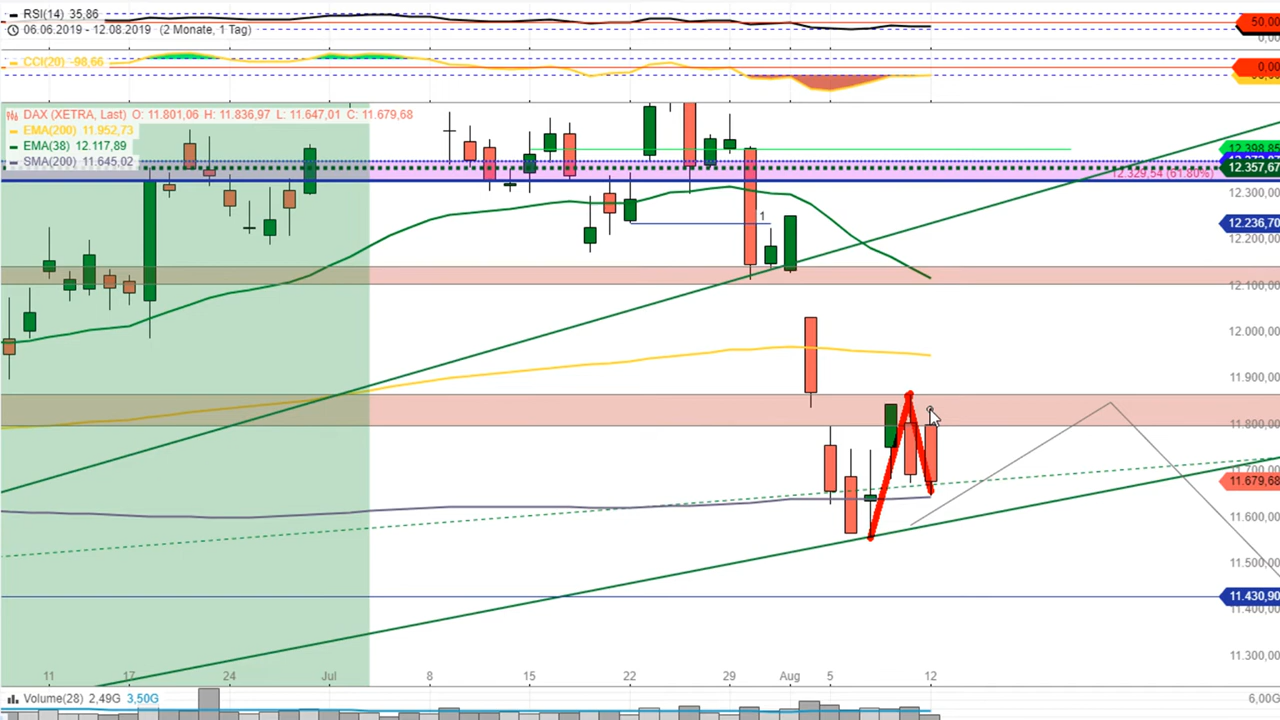 RSI(14) 35,86
50.00
0,00
06.06.2019 - 12.08.2019 (2 Monate, 1 Tag)
CCI(20) -98,66
0.00
DAX (XETRA, Last) O: 11.801,06 H: 11.836,97 L: 11.647,01 C: 11.679,68
EMA(200) 11.952,73
EMA(38) 12.117,89
SMA(200) 11.645,02
12.398,85
12.357,67
12.329,54 (61.80%)
12.300,00
1
12.236,70
12.200,00
12.100,00
12.000,00
11.900,00
11.800,00
11.700,00
11.679,68
11.600,00
11.500,00
11.430,90
11.400,00
11.300,00
11 17 24 Jul 8 15 22 29 Aug 5 12
Volume(28) 2,49G 3,50G
6,00G